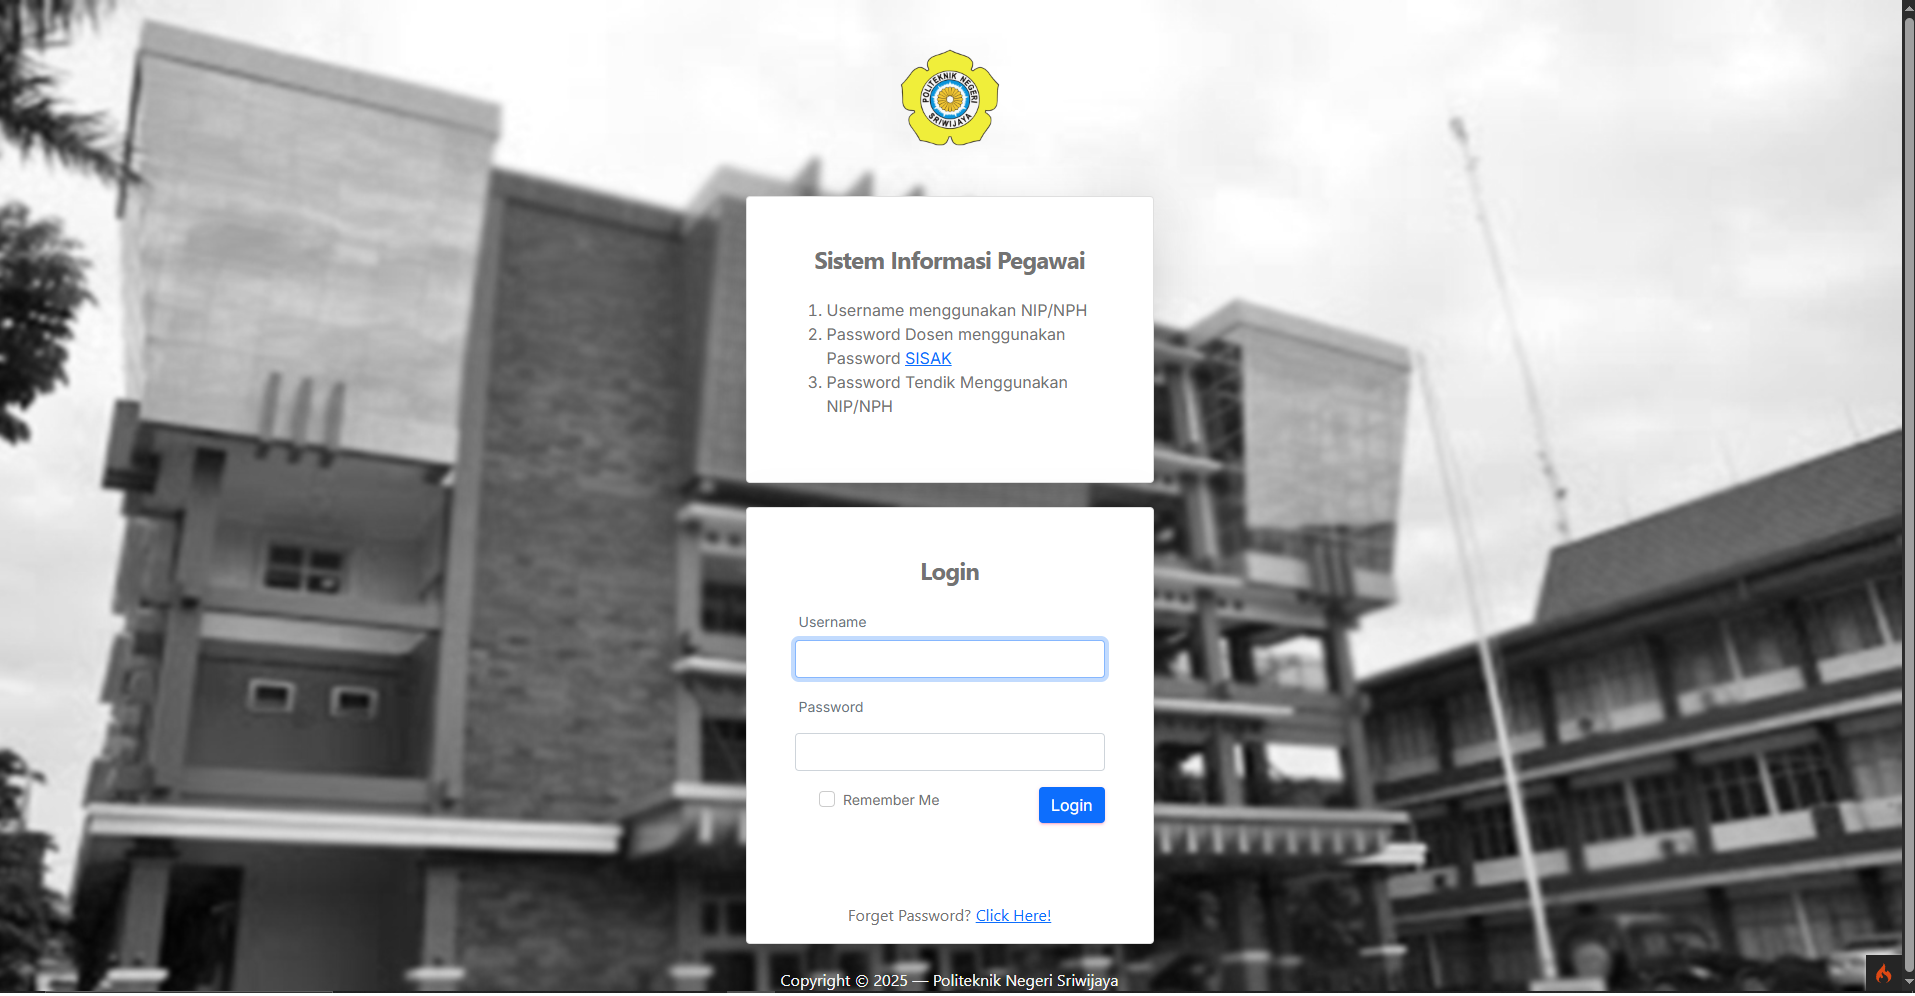 POLITEKNIK NEGERI
SRIWIJAYA
Sistem Informasi Pegawai
1. Username menggunakan NIP/NPH
2. Password Dosen menggunakan
Password SISAK
3. Password Tendik Menggunakan
NIP/NPH
Login
Username
Password
Remember Me
Login
Forget Password? Click Here!
Copyright © 2025 — Politeknik Negeri Sriwijaya